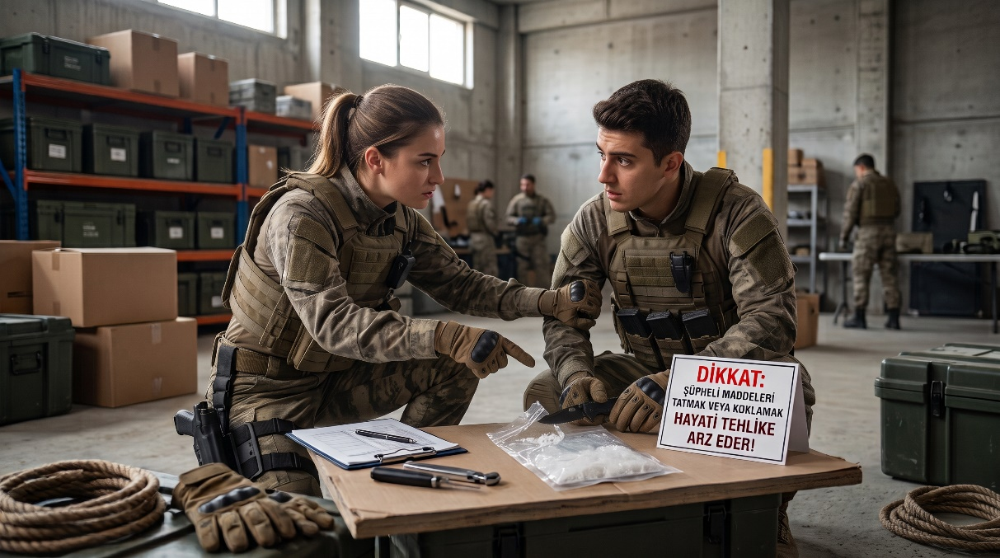 DİKKAT:
ŞÜPHELİ MADDELERİ
TATMAK VEYA KOKLAMAK
HAYATİ TEHLİKE
ARZ EDER!